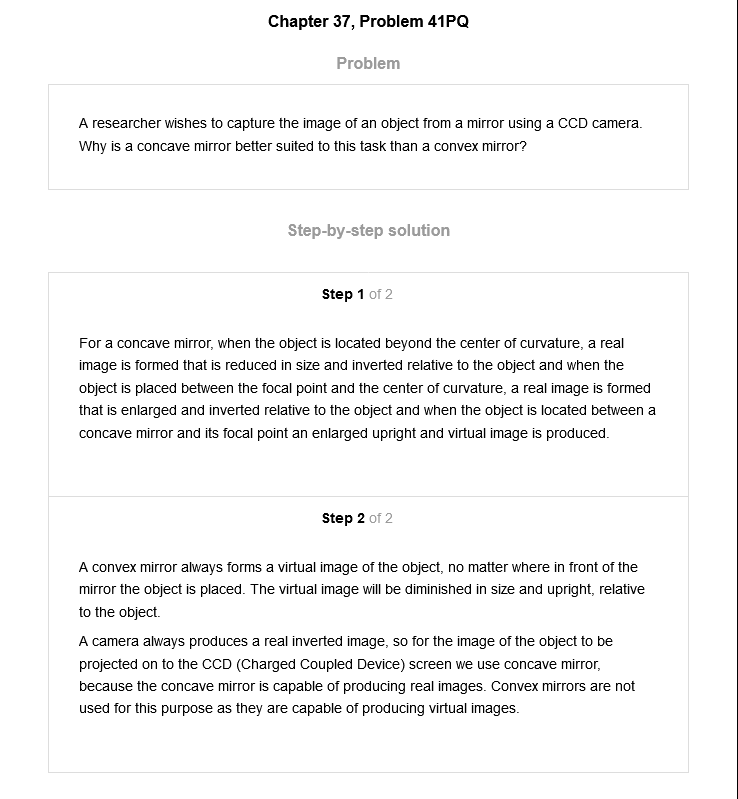 Chapter 37, Problem 41PQ
Problem
A researcher wishes to capture the image of an object from a mirror using a CCD camera.
Why is a concave mirror better suited to this task than a convex mirror?
Step-by-step solution
Step 1 of 2
For a concave mirror, when the object is located beyond the center of curvature, a real
image is formed that is reduced in size and inverted relative to the object and when the
object is placed between the focal point and the center of curvature, a real image is formed
that is enlarged and inverted relative to the object and when the object is located between a
concave mirror and its focal point an enlarged upright and virtual image is produced.
Step 2 of 2
A convex mirror always forms a virtual image of the object, no matter where in front of the
mirror the object is placed. The virtual image will be diminished in size and upright, relative
to the object.
A camera always produces a real inverted image, so for the image of the object to be
projected on to the CCD (Charged Coupled Device) screen we use concave mirror,
because the concave mirror is capable of producing real images. Convex mirrors are not
used for this purpose as they are capable of producing virtual images.